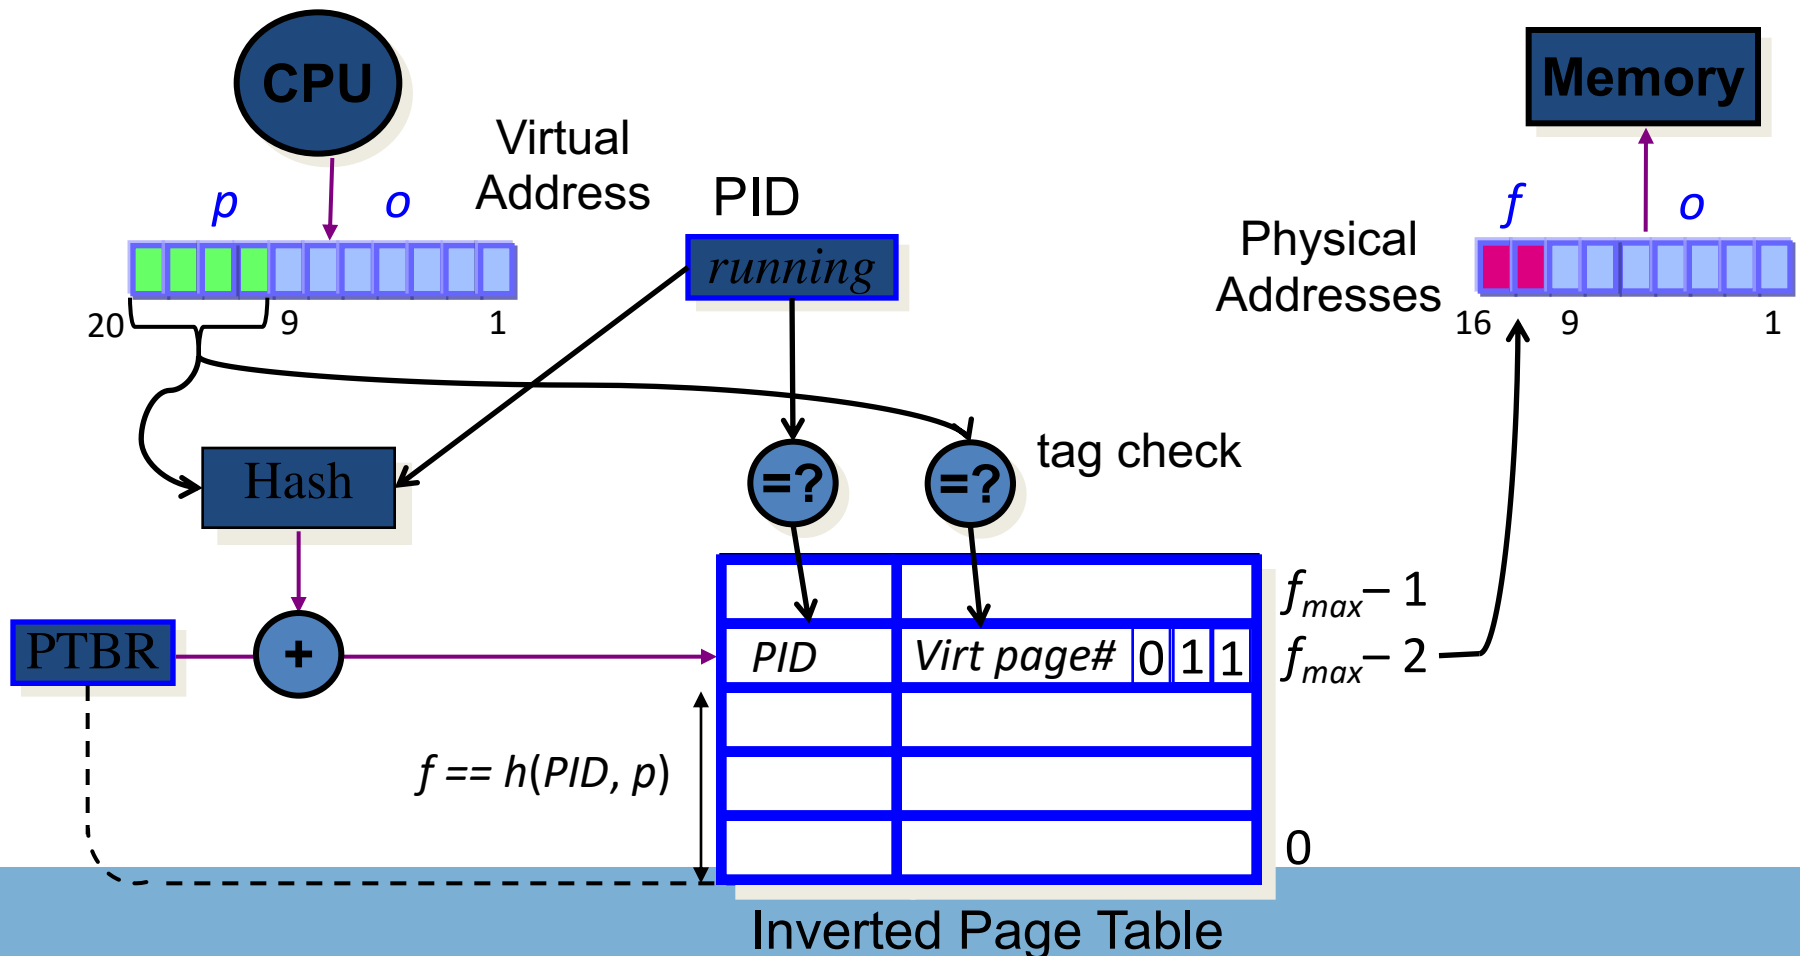 CPU
Memory
Virtual
Address
PID
p
o
f
o
running
Physical
Addresses
20
9
1
16
9
1
Hash
=?
=?
tag check
PTBR
+
PID
Virt page#
0
1
1
fmax– 1
fmax– 2
f == h(PID, p)
0
Inverted Page Table